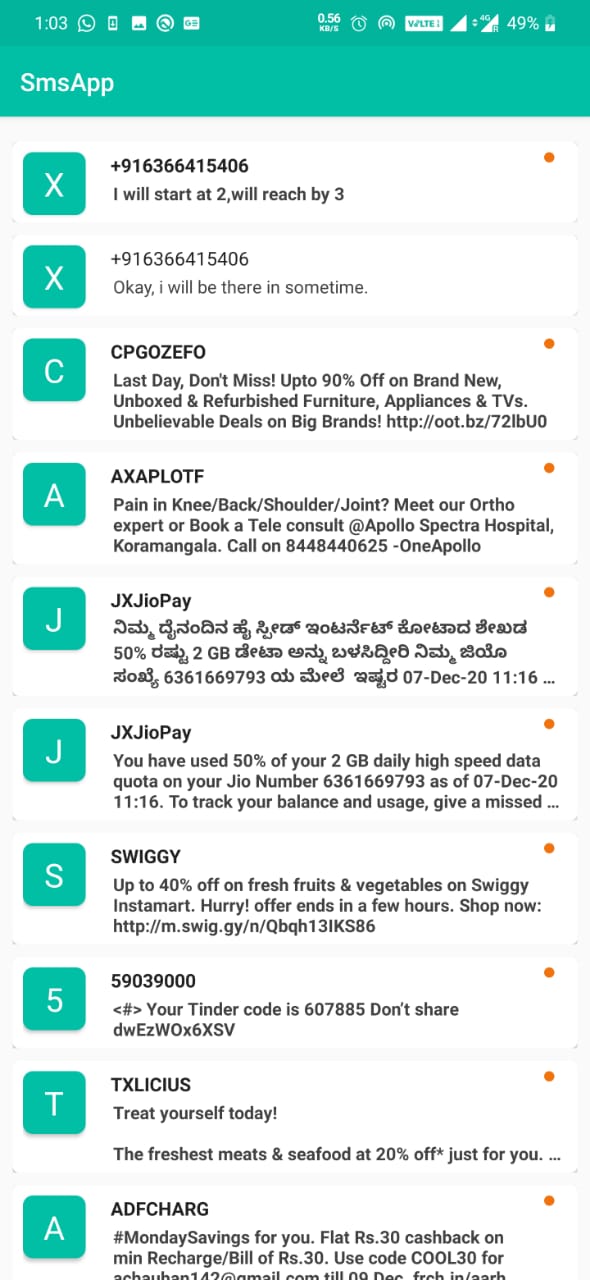 1:03
0.56 KB/S
VoLTE
4G
R
49%
SmsApp
X
+916366415406
I will start at 2,will reach by 3
X
+916366415406
Okay, i will be there in sometime.
C
CPGOZEFO
Last Day, Don't Miss! Upto 90% Off on Brand New,
Unboxed & Refurbished Furniture, Appliances & TVs.
Unbelievable Deals on Big Brands! http://oot.bz/72lbU0
A
AXAPLOTF
Pain in Knee/Back/Shoulder/Joint? Meet our Ortho
expert or Book a Tele consult @Apollo Spectra Hospital,
Koramangala. Call on 8448440625 -OneApollo
J
JXJioPay
ನಿಮ್ಮ ದೈನಂದಿನ ಹೈ ಸ್ಪೀಡ್ ಇಂಟರ್ನೆಟ್ ಕೋಟಾದ ಶೇಖಡ
50% ರಷ್ಟು 2 GB ಡೇಟಾ ಅನ್ನು ಬಳಸಿದ್ದೀರಿ ನಿಮ್ಮ ಜಿಯೊ
ಸಂಖ್ಯೆ 6361669793 ಯ ಮೇಲೆ ಇಷ್ಟರ 07-Dec-20 11:16 ...
J
JXJioPay
You have used 50% of your 2 GB daily high speed data
quota on your Jio Number 6361669793 as of 07-Dec-20
11:16. To track your balance and usage, give a missed ...
S
SWIGGY
Up to 40% off on fresh fruits & vegetables on Swiggy
Instamart. Hurry! offer ends in a few hours. Shop now:
http://m.swig.gy/n/Qbqh13IKS86
5
59039000
<#> Your Tinder code is 607885 Don’t share
dwEzWOx6XSV
T
TXLICIUS
Treat yourself today!
The freshest meats & seafood at 20% off* just for you. ...
A
ADFCHARG
#MondaySavings for you. Flat Rs.30 cashback on
min Recharge/Bill of Rs.30. Use code COOL30 for
achauhan142@gmail.com till 09 Dec. frch.in/aarh